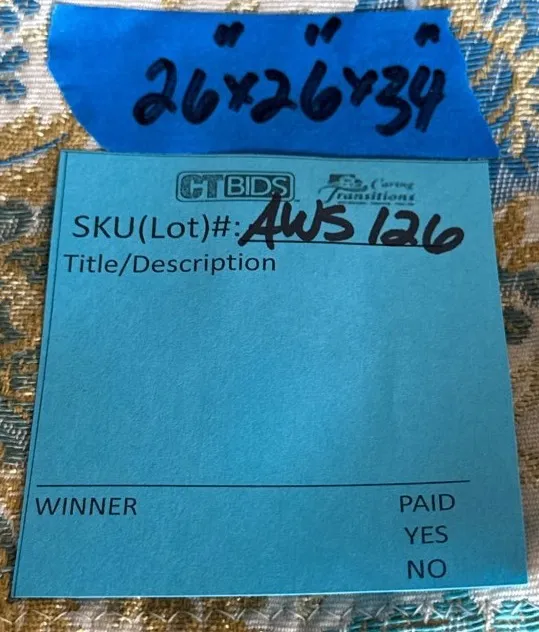 26"x26"x34"
CTBIDS Caring Transitions
SKU(Lot)#: AWS 126
Title/Description
WINNER PAID
YES
NO